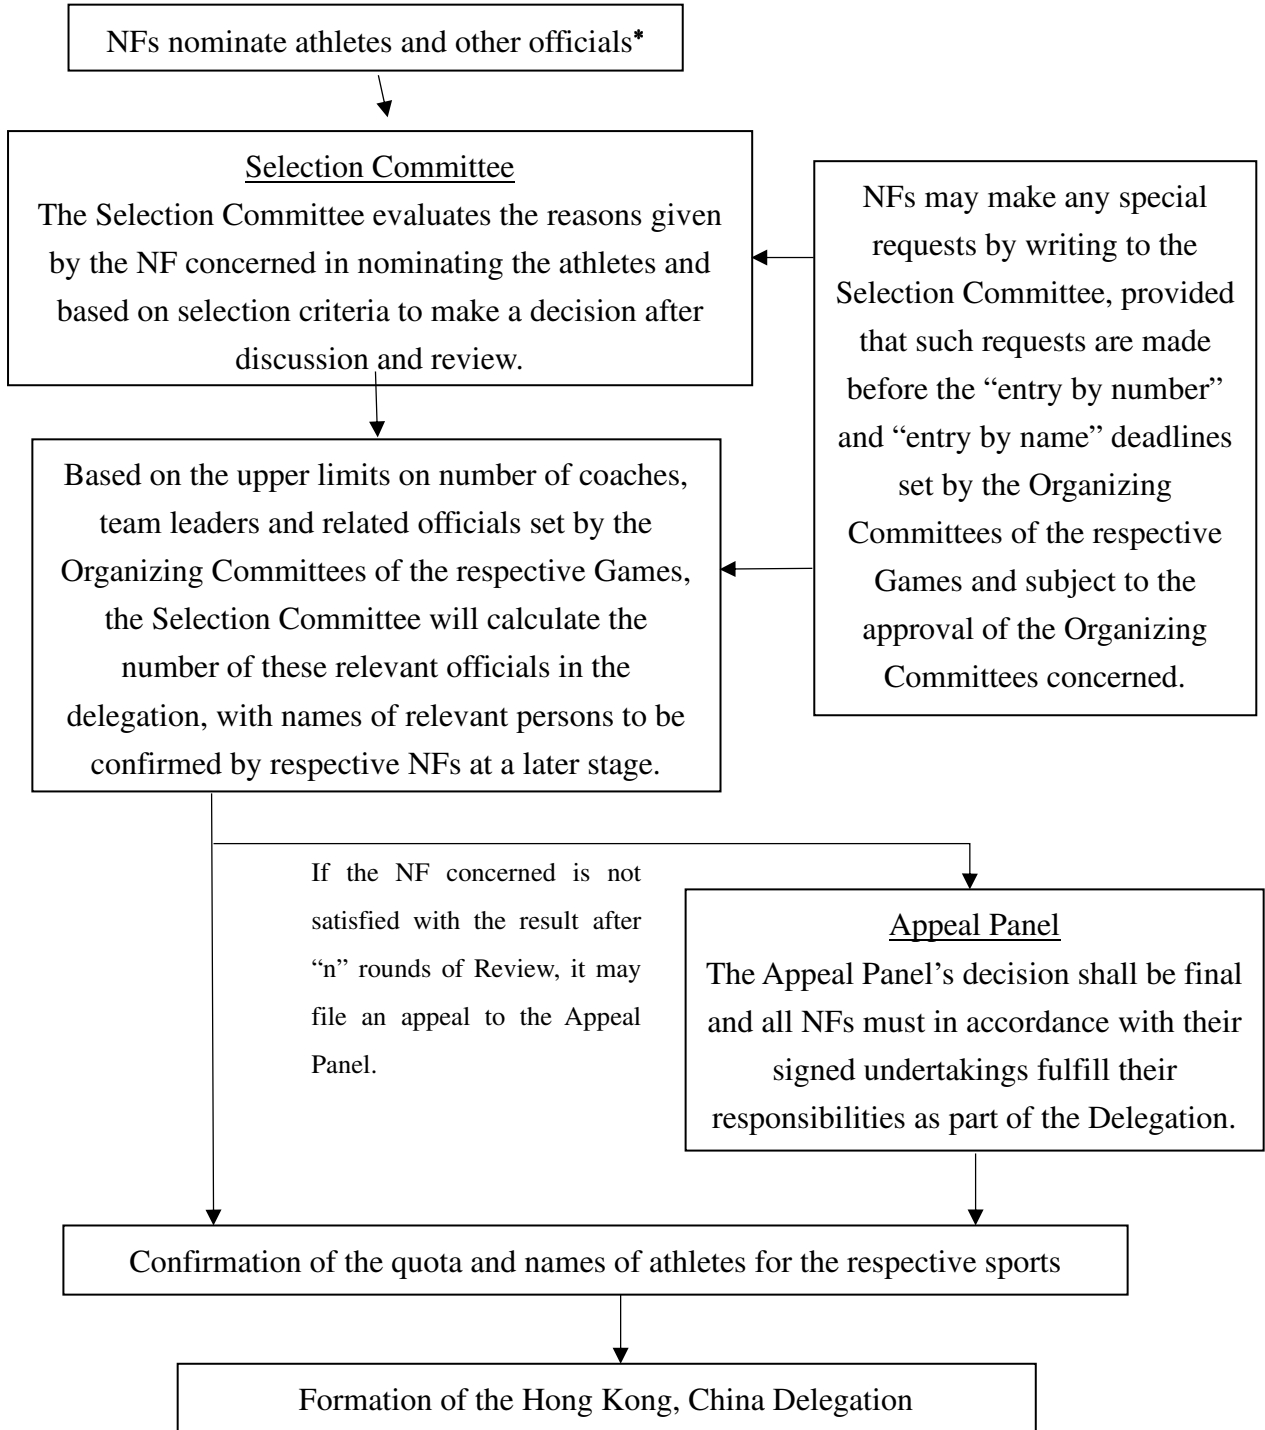 NFs nominate athletes and other officials*
Selection Committee
The Selection Committee evaluates the reasons given
by the NF concerned in nominating the athletes and
based on selection criteria to make a decision after
discussion and review.
NFs may make any special
requests by writing to the
Selection Committee, provided
that such requests are made
before the “entry by number”
and “entry by name” deadlines
set by the Organizing
Committees of the respective
Games and subject to the
approval of the Organizing
Committees concerned.
Based on the upper limits on number of coaches,
team leaders and related officials set by the
Organizing Committees of the respective Games,
the Selection Committee will calculate the
number of these relevant officials in the
delegation, with names of relevant persons to be
confirmed by respective NFs at a later stage.
If the NF concerned is not
satisfied with the result after
“n” rounds of Review, it may
file an appeal to the Appeal
Panel.
Appeal Panel
The Appeal Panel’s decision shall be final
and all NFs must in accordance with their
signed undertakings fulfill their
responsibilities as part of the Delegation.
Confirmation of the quota and names of athletes for the respective sports
Formation of the Hong Kong, China Delegation